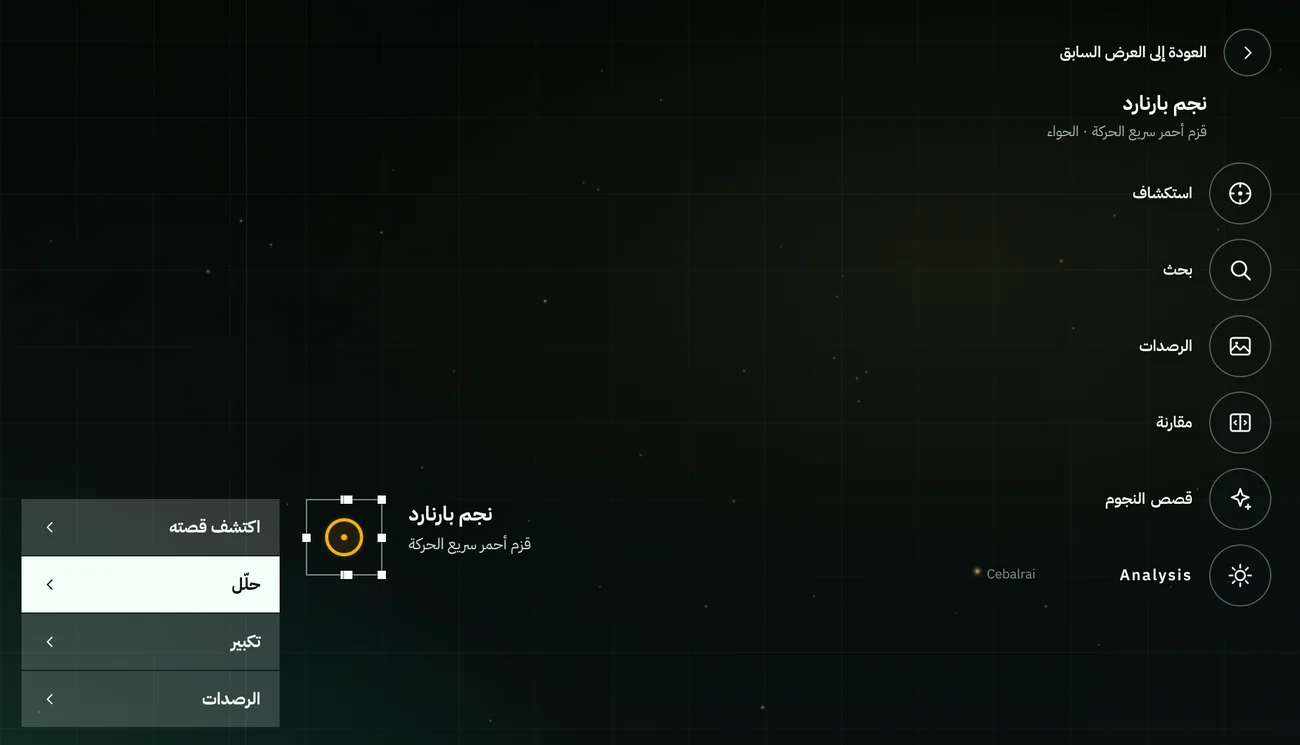 العودة إلى العرض السابق
نجم بارنارد
قزم أحمر سريع الحركة · الحواء
استكشاف
بحث
الرصدات
مقارنة
قصص النجوم
Analysis
Cebalrai
نجم بارنارد
قزم أحمر سريع الحركة
اكتشف قصته
حلّل
تكبير
الرصدات